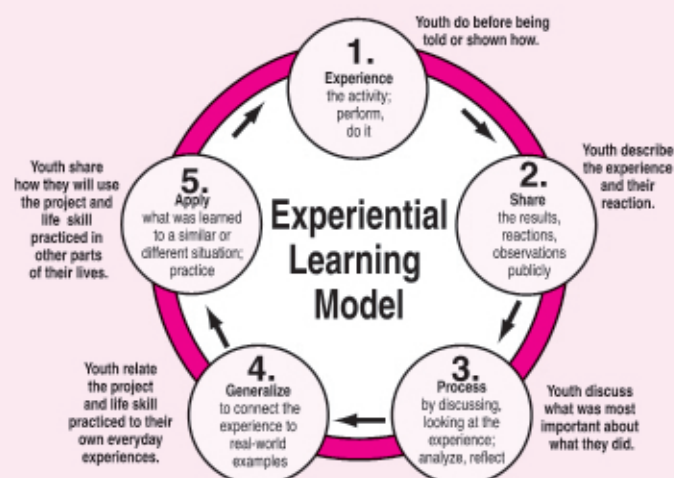 Youth do before being
told or shown how.
1.
Experience
the activity;
perform,
do it
Youth describe
the experience
and their
reaction.
2.
Share
the results,
reactions,
observations
publicly
Youth share
how they will use
the project and
life skill
practiced in
other parts
of their lives.
5.
Apply
what was learned
to a similar or
different situation;
practice
Experiential
Learning
Model
3.
Process
by discussing,
looking at the
experience;
analyze, reflect
Youth discuss
what was most
important about
what they did.
4.
Generalize
to connect the
experience to
real-world
examples
Youth relate
the project
and life skill
practiced to their
own everyday
experiences.